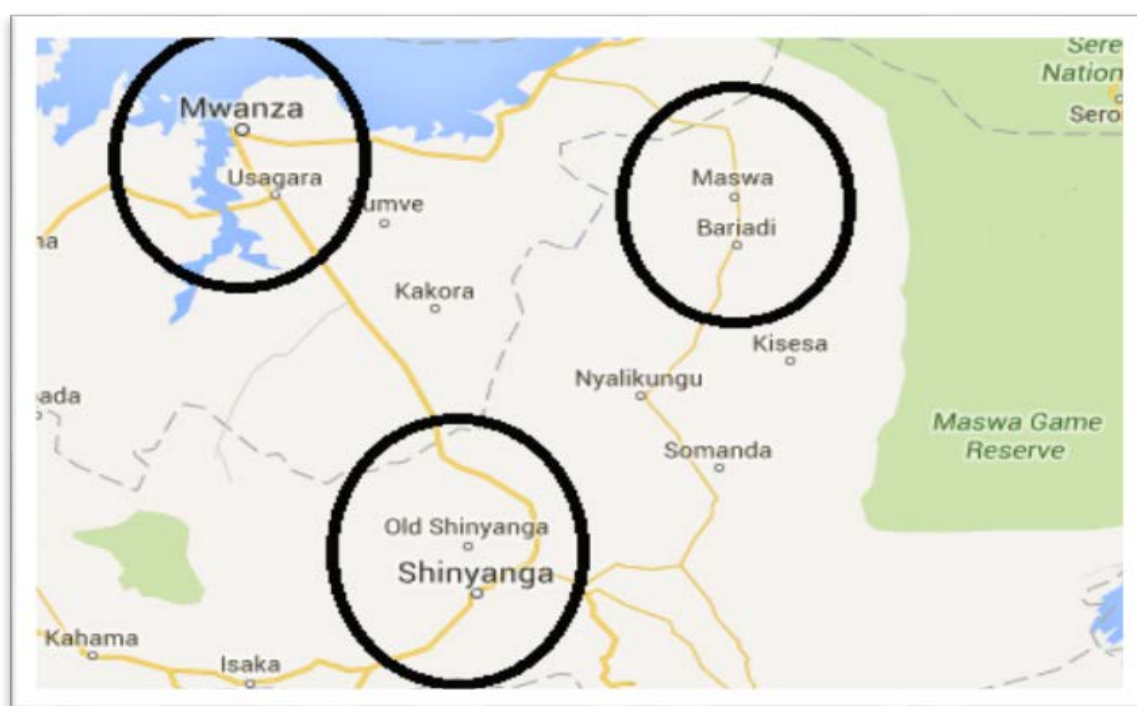 Sere
Nation
Sero
Mwanza
Usagara
Maswa
umve
Bariadi
na
Kakora
Kisesa
Nyalikungu
ada
Maswa Game
Reserve
Somanda
Old Shinyanga
Shinyanga
Kahama
Isaka